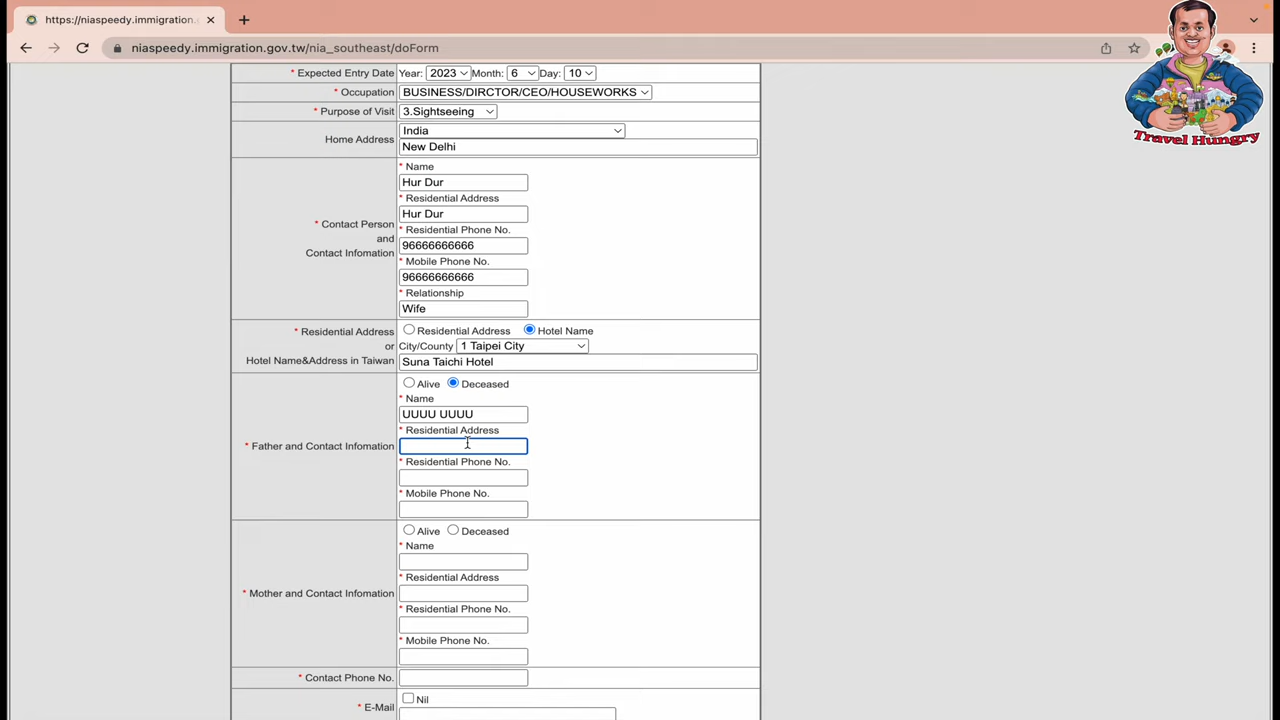 https://niaspeedy.immigration.
niaspeedy.immigration.gov.tw/nia_southeast/doForm
Travel Hungry
* Expected Entry Date Year: 2023 Month: 6 Day: 10
* Occupation BUSINESS/DIRCTOR/CEO/HOUSEWORKS
* Purpose of Visit 3.Sightseeing
Home Address
India
New Delhi
* Contact Person
and
Contact Infomation
* Name
Hur Dur
* Residential Address
Hur Dur
* Residential Phone No.
96666666666
* Mobile Phone No.
96666666666
* Relationship
Wife
* Residential Address
or
Hotel Name&Address in Taiwan
Residential Address Hotel Name
City/County 1 Taipei City
Suna Taichi Hotel
* Father and Contact Infomation
Alive Deceased
* Name
UUUU UUUU
* Residential Address
* Residential Phone No.
* Mobile Phone No.
* Mother and Contact Infomation
Alive Deceased
* Name
* Residential Address
* Residential Phone No.
* Mobile Phone No.
* Contact Phone No.
* E-Mail
Nil